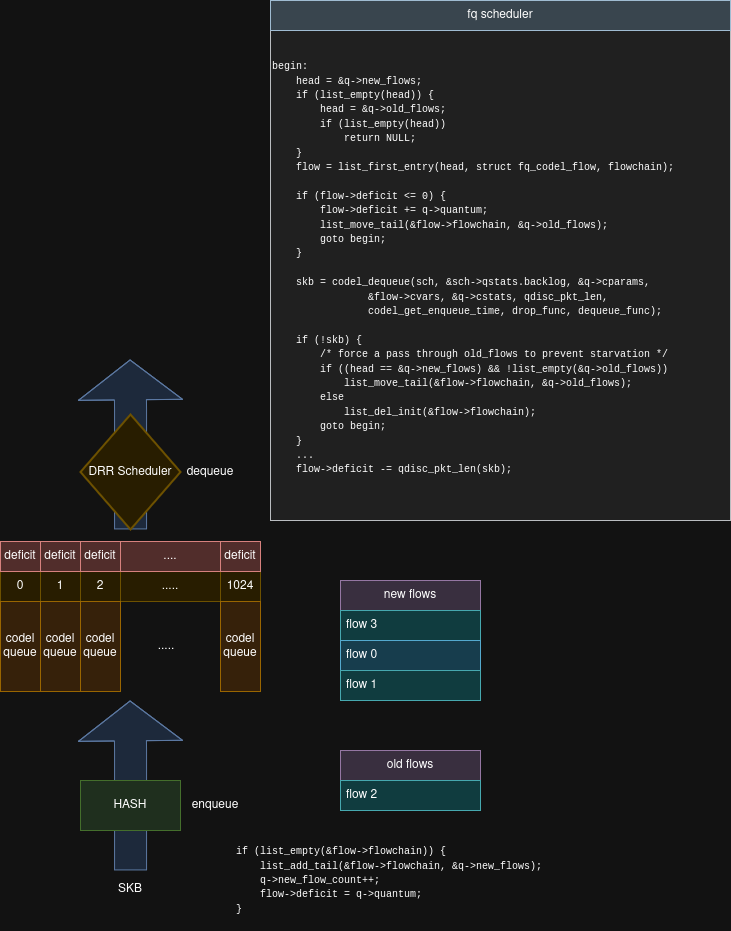 fq scheduler
begin:
    head = &q->new_flows;
    if (list_empty(head)) {
        head = &q->old_flows;
        if (list_empty(head))
            return NULL;
    }
    flow = list_first_entry(head, struct fq_codel_flow, flowchain);
    if (flow->deficit <= 0) {
        flow->deficit += q->quantum;
        list_move_tail(&flow->flowchain, &q->old_flows);
        goto begin;
    }
    skb = codel_dequeue(sch, &sch->qstats.backlog, &q->cparams,
                &flow->cvars, &q->cstats, qdisc_pkt_len,
                codel_get_enqueue_time, drop_func, dequeue_func);
    if (!skb) {
        /* force a pass through old_flows to prevent starvation */
        if ((head == &q->new_flows) && !list_empty(&q->old_flows))
            list_move_tail(&flow->flowchain, &q->old_flows);
        else
            list_del_init(&flow->flowchain);
        goto begin;
    }
    ...
    flow->deficit -= qdisc_pkt_len(skb);
DRR Scheduler dequeue
deficit deficit deficit .... deficit
0 1 2 ..... 1024
codel codel codel ..... codel
queue queue queue queue
new flows
flow 3
flow 0
flow 1
old flows
flow 2
HASH enqueue
SKB
if (list_empty(&flow->flowchain)) {
    list_add_tail(&flow->flowchain, &q->new_flows);
    q->new_flow_count++;
    flow->deficit = q->quantum;
}